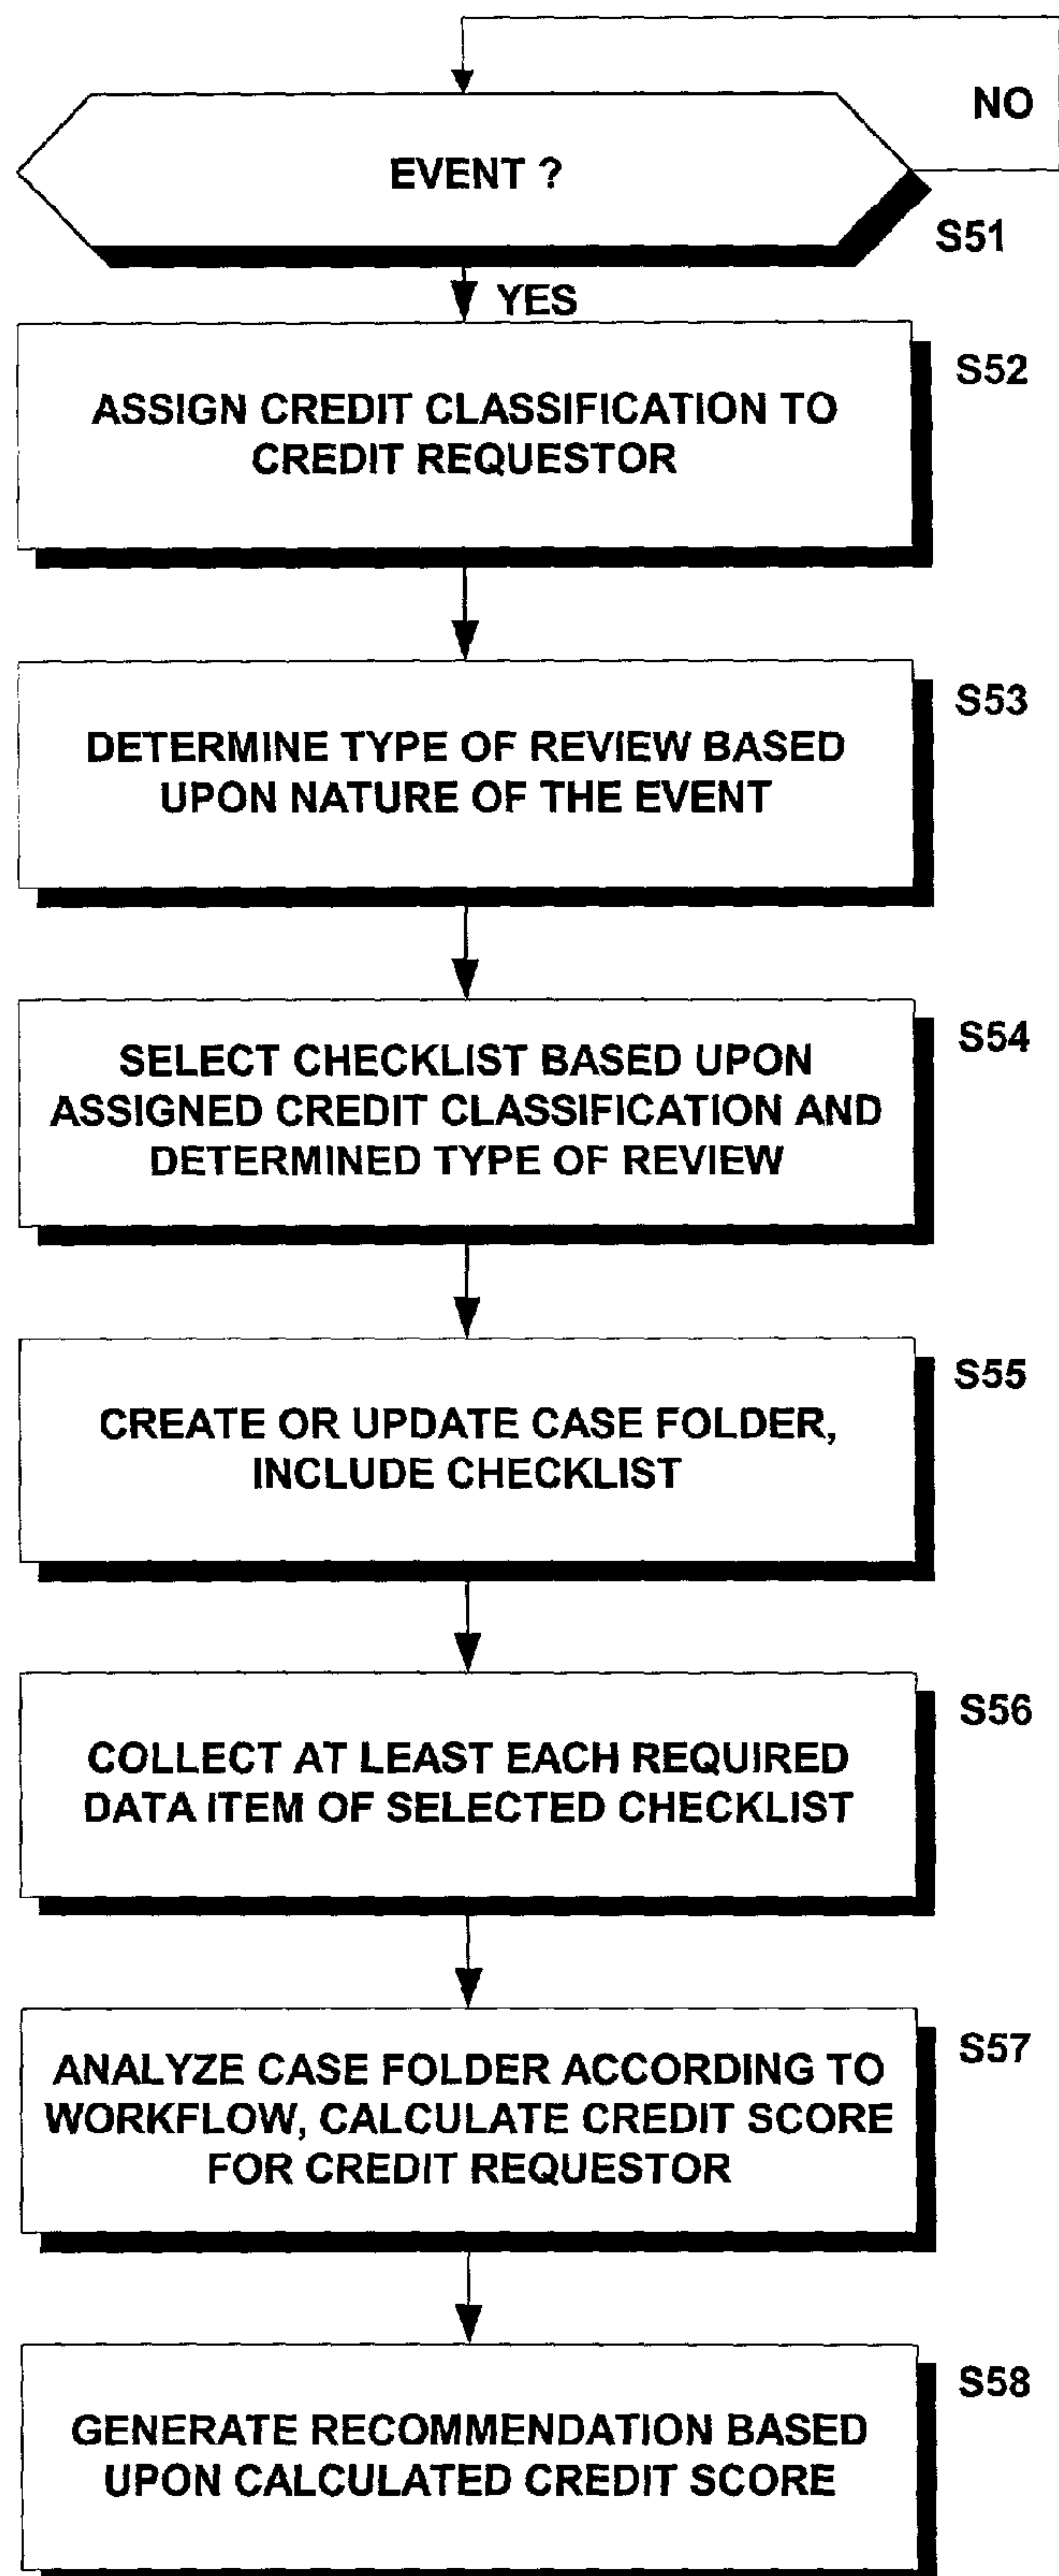 NO
EVENT ?
S51
YES
S52
ASSIGN CREDIT CLASSIFICATION TO
CREDIT REQUESTOR
S53
DETERMINE TYPE OF REVIEW BASED
UPON NATURE OF THE EVENT
S54
SELECT CHECKLIST BASED UPON
ASSIGNED CREDIT CLASSIFICATION AND
DETERMINED TYPE OF REVIEW
S55
CREATE OR UPDATE CASE FOLDER,
INCLUDE CHECKLIST
S56
COLLECT AT LEAST EACH REQUIRED
DATA ITEM OF SELECTED CHECKLIST
S57
ANALYZE CASE FOLDER ACCORDING TO
WORKFLOW, CALCULATE CREDIT SCORE
FOR CREDIT REQUESTOR
S58
GENERATE RECOMMENDATION BASED
UPON CALCULATED CREDIT SCORE